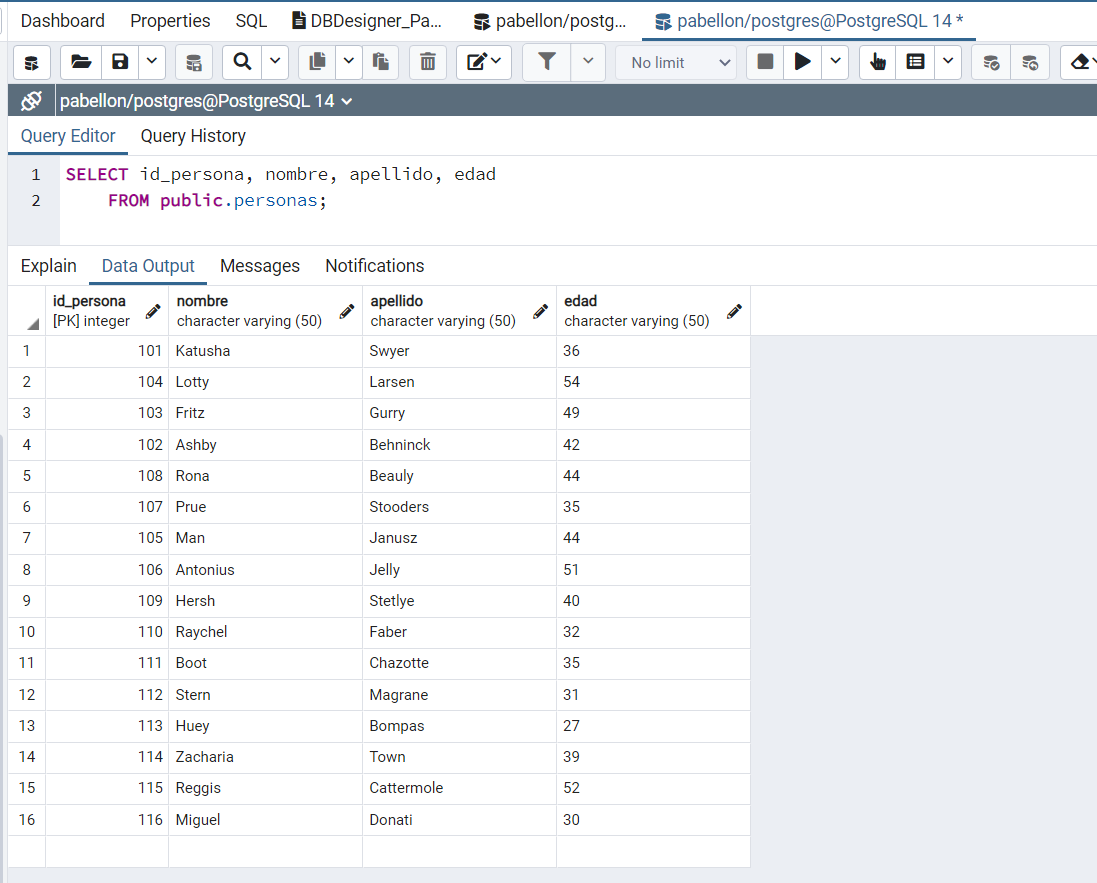 Dashboard Properties SQL DBDesigner_Pa... pabellon/postg... pabellon/postgres@PostgreSQL 14 *
No limit
pabellon/postgres@PostgreSQL 14
Query Editor Query History
1 SELECT id_persona, nombre, apellido, edad
2 FROM public.personas;
Explain Data Output Messages Notifications
id_persona nombre apellido edad
[PK] integer character varying (50) character varying (50) character varying (50)
1 101 Katusha Swyer 36
2 104 Lotty Larsen 54
3 103 Fritz Gurry 49
4 102 Ashby Behninck 42
5 108 Rona Beauly 44
6 107 Prue Stooders 35
7 105 Man Janusz 44
8 106 Antonius Jelly 51
9 109 Hersh Stetlye 40
10 110 Raychel Faber 32
11 111 Boot Chazotte 35
12 112 Stern Magrane 31
13 113 Huey Bompas 27
14 114 Zacharia Town 39
15 115 Reggis Cattermole 52
16 116 Miguel Donati 30